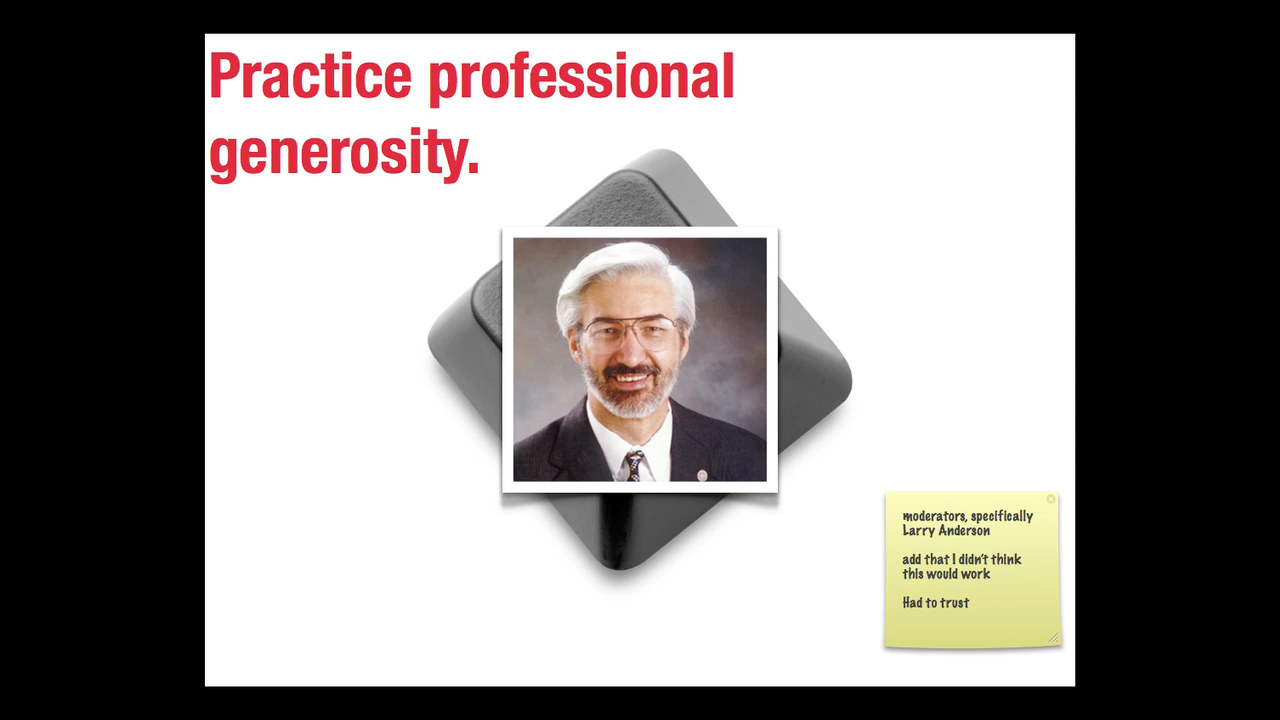 Practice professional
generosity.
moderators, specifically
Larry Anderson
add that I didn't think
this would work
Had to trust